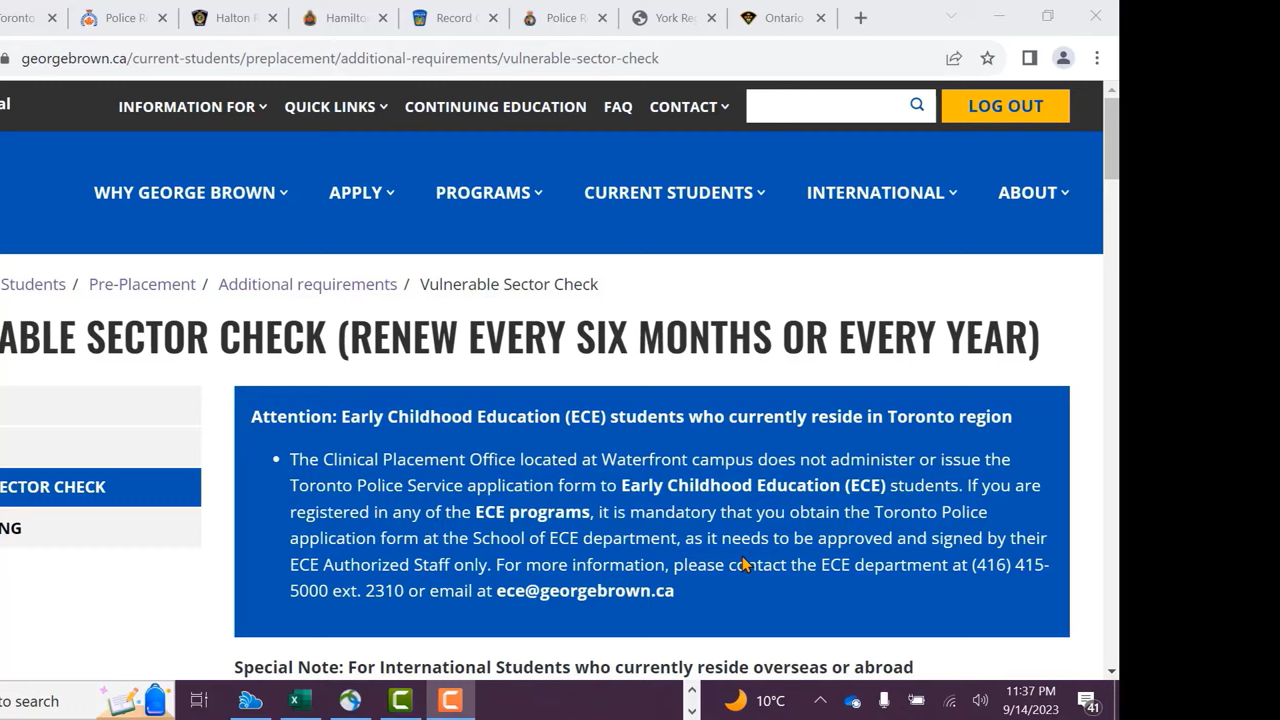 oronto
Police R
Halton R
Hamilton
Record C
Police R
York Reg
Ontario
georgebrown.ca/current-students/preplacement/additional-requirements/vulnerable-sector-check
al
INFORMATION FOR
QUICK LINKS
CONTINUING EDUCATION
FAQ
CONTACT
LOG OUT
WHY GEORGE BROWN
APPLY
PROGRAMS
CURRENT STUDENTS
INTERNATIONAL
ABOUT
Students / Pre-Placement / Additional requirements / Vulnerable Sector Check
ABLE SECTOR CHECK (RENEW EVERY SIX MONTHS OR EVERY YEAR)
ECTOR CHECK
NG
Attention: Early Childhood Education (ECE) students who currently reside in Toronto region
• The Clinical Placement Office located at Waterfront campus does not administer or issue the
Toronto Police Service application form to Early Childhood Education (ECE) students. If you are
registered in any of the ECE programs, it is mandatory that you obtain the Toronto Police
application form at the School of ECE department, as it needs to be approved and signed by their
ECE Authorized Staff only. For more information, please contact the ECE department at (416) 415-
5000 ext. 2310 or email at ece@georgebrown.ca
Special Note: For International Students who currently reside overseas or abroad
to search
10°C
11:37 PM
9/14/2023
41